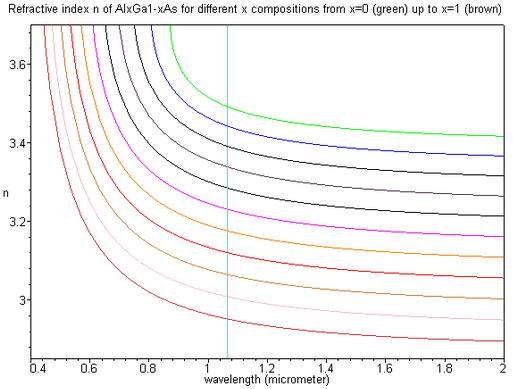 Refractive index n of AlxGa1-xAs for different x compositions from x=0 (green) up to x=1 (brown)
3.6
3.4
n
3.2
3
0.4 0.6 0.8 1 1.2 1.4 1.6 1.8 2
wavelength (micrometer)